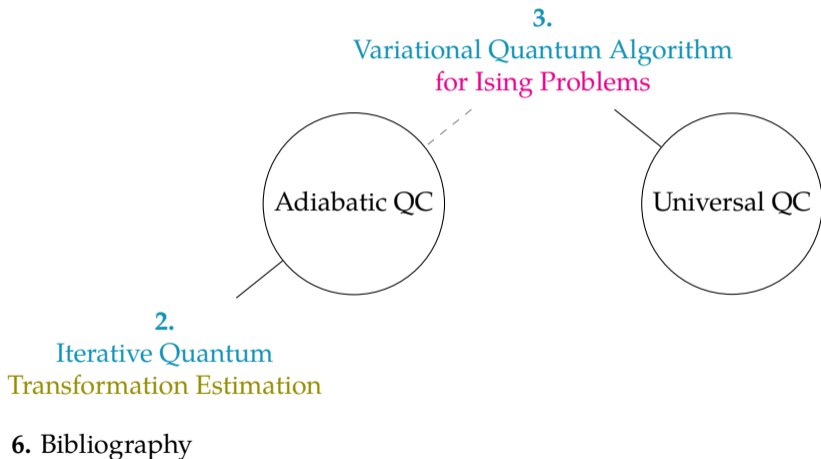 3.
Variational Quantum Algorithm
for Ising Problems
Adiabatic QC
Universal QC
2.
Iterative Quantum
Transformation Estimation
6. Bibliography